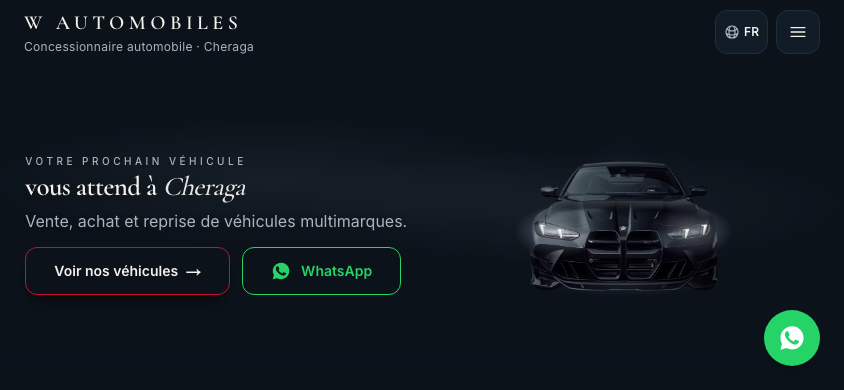 W AUTOMOBILES
Concessionnaire automobile · Cheraga
FR
VOTRE PROCHAIN VÉHICULE
vous attend à Cheraga
Vente, achat et reprise de véhicules multimarques.
Voir nos véhicules →
WhatsApp